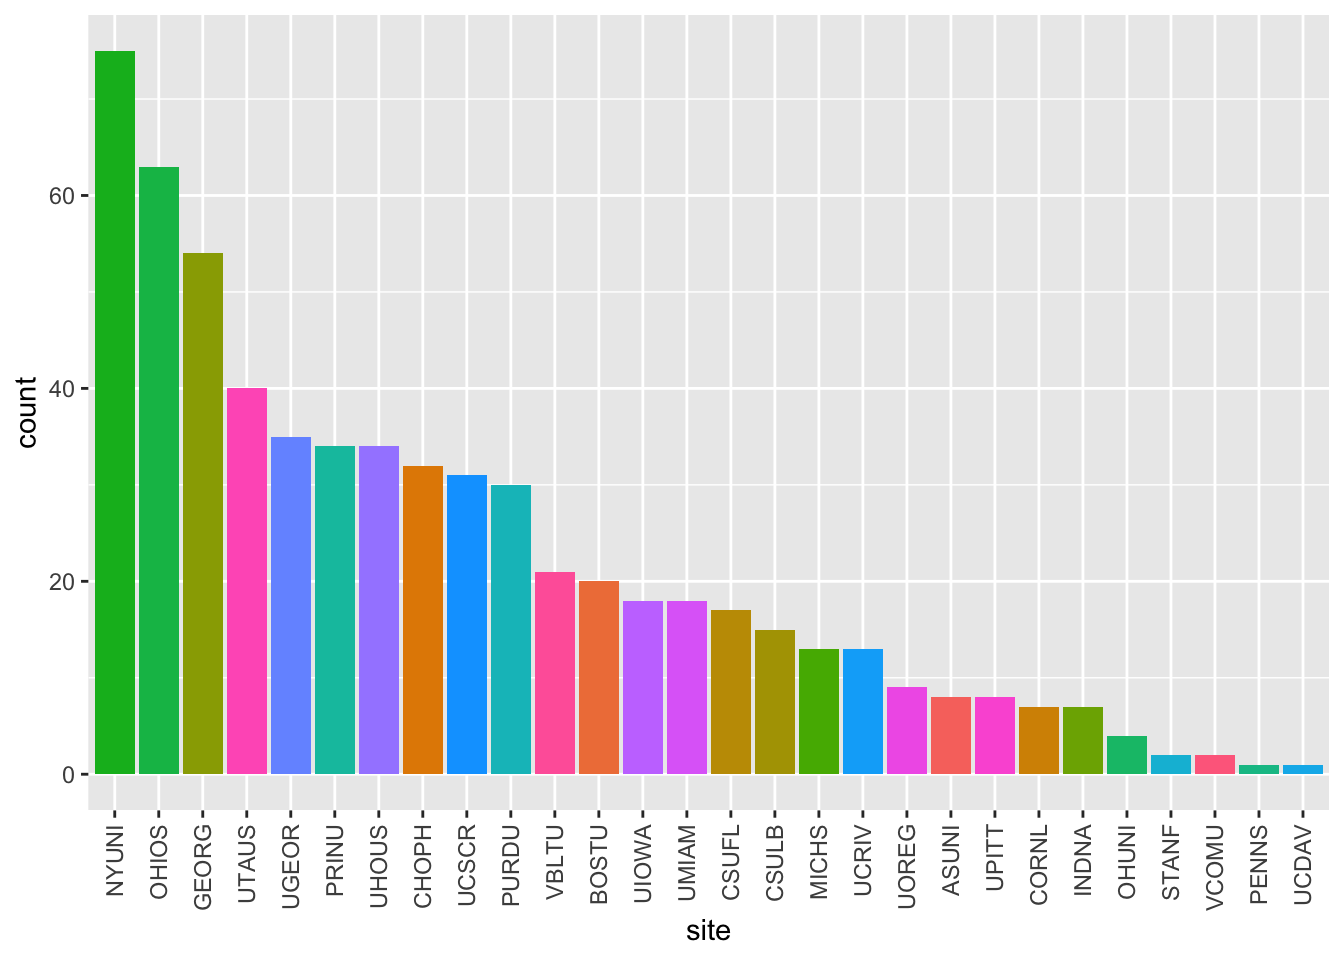 count
60
40
20
0
NYUNI
OHIOS
GEORG
UTAUS
UGEOR
PRINU
UHOUS
CHOPH
UCSCR
PURDU
VBLTU
BOSTU
UIOWA
UMIAM
CSUFL
CSULB
MICHS
UCRIV
UOREG
ASUNI
UPITT
CORNL
INDNA
OHUNI
STANF
VCOMU
PENNS
UCDAV
site